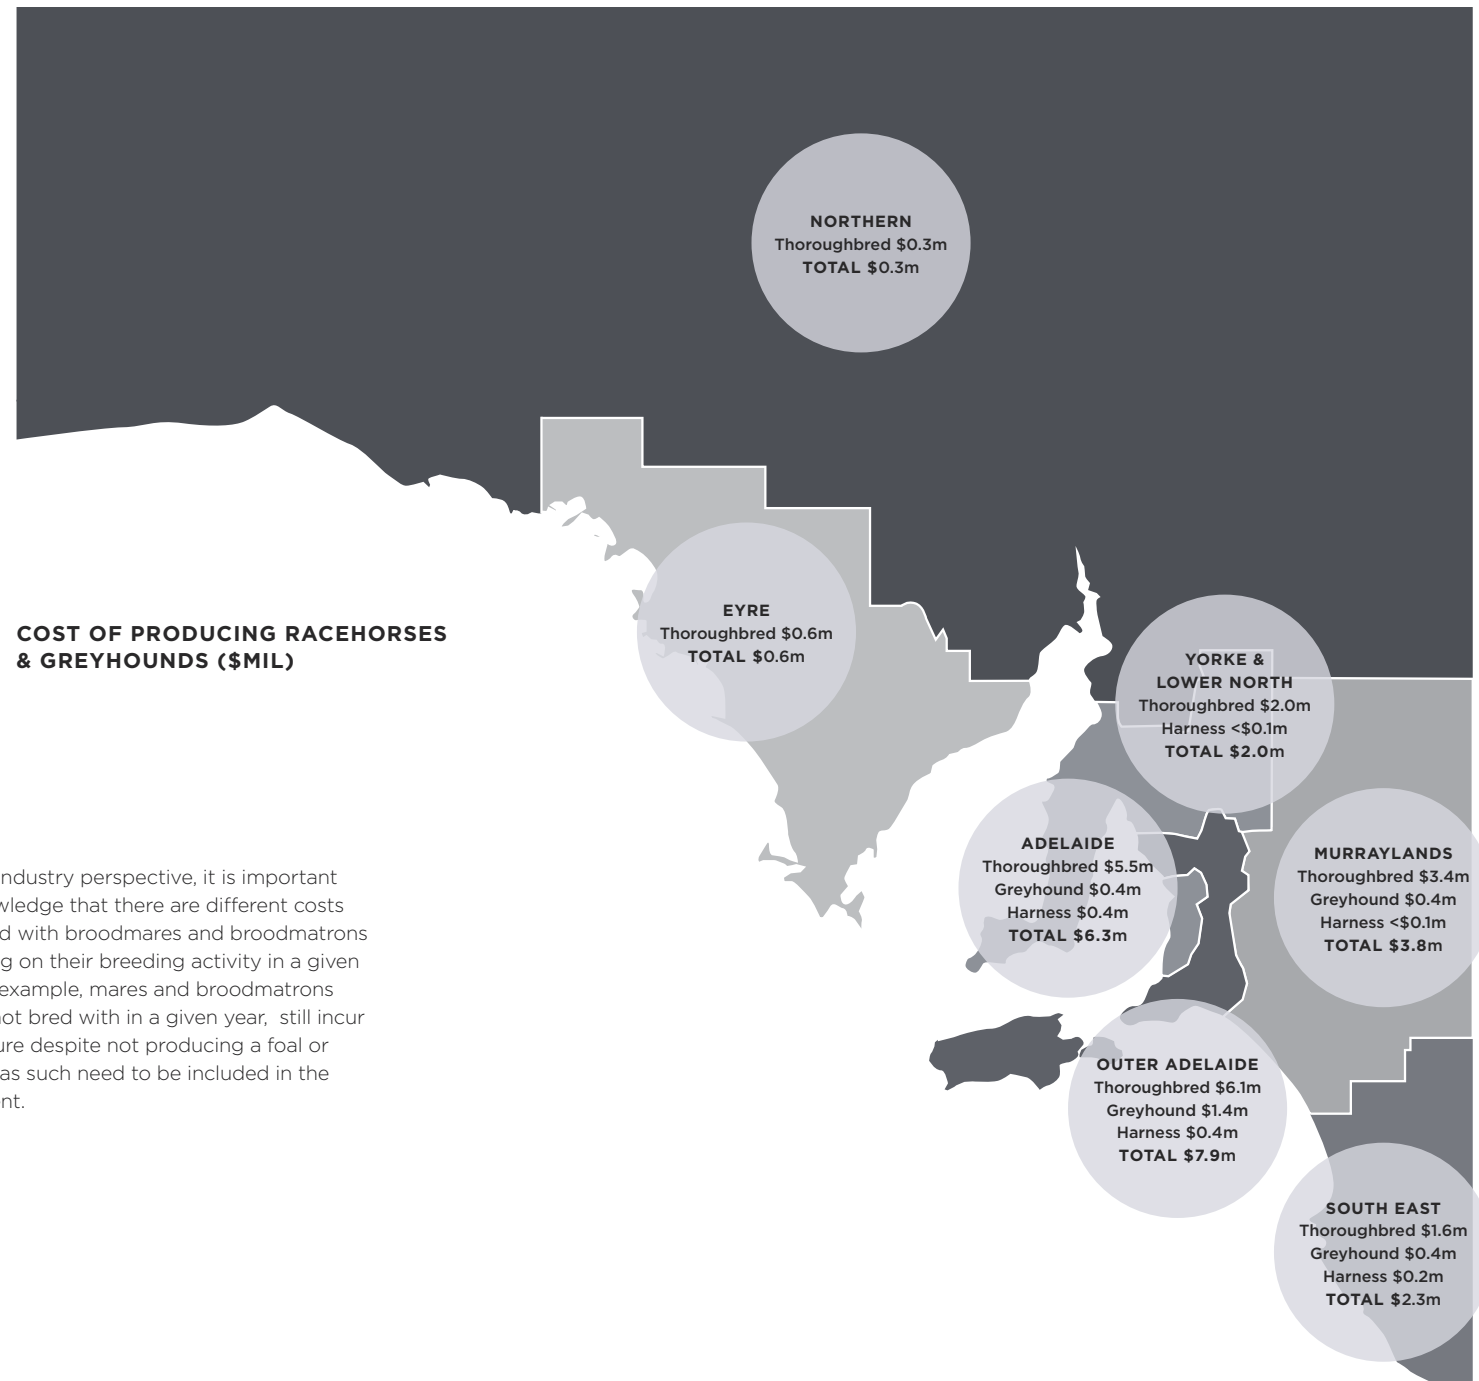 NORTHERN
Thoroughbred $0.3m
TOTAL $0.3m
EYRE
Thoroughbred $0.6m
TOTAL $0.6m
COST OF PRODUCING RACEHORSES
& GREYHOUNDS ($MIL)
YORKE &
LOWER NORTH
Thoroughbred $2.0m
Harness <$0.1m
TOTAL $2.0m
ADELAIDE
Thoroughbred $5.5m
Greyhound $0.4m
Harness $0.4m
TOTAL $6.3m
MURRAYLANDS
Thoroughbred $3.4m
Greyhound $0.4m
Harness <$0.1m
TOTAL $3.8m
industry perspective, it is important
wledge that there are different costs
d with broodmares and broodmatrons
g on their breeding activity in a given
example, mares and broodmatrons
not bred with in a given year, still incur
ure despite not producing a foal or
as such need to be included in the
nt.
OUTER ADELAIDE
Thoroughbred $6.1m
Greyhound $1.4m
Harness $0.4m
TOTAL $7.9m
SOUTH EAST
Thoroughbred $1.6m
Greyhound $0.4m
Harness $0.2m
TOTAL $2.3m